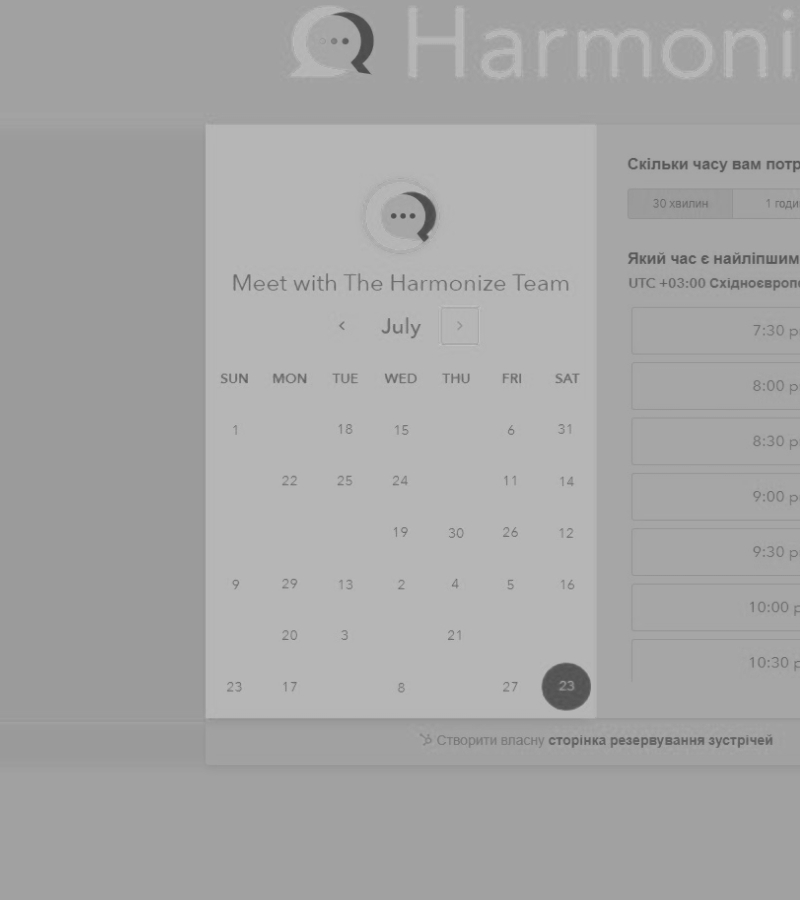 Harmoni
Meet with The Harmonize Team
July
SUN MON TUE WED THU FRI SAT
1 18 15 6 31
22 25 24 11 14
19 30 26 12
9 29 13 2 4 5 16
20 3 21
23 17 8 27 23
Скільки часу вам потр
30 хвилин 1 годи
Який час є найліпшим
UTC +03:00 Східноєвропе
7:30 p
8:00 p
8:30 p
9:00 p
9:30 p
10:00 p
10:30 p
Створити власну сторінка резервування зустрічей